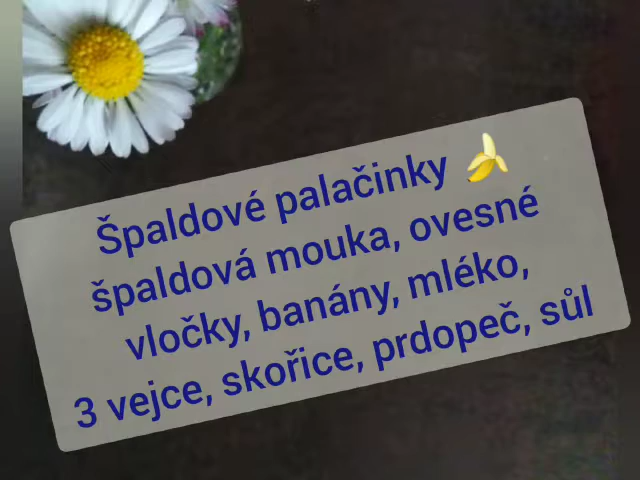 Špaldové palačinky 🍌
špaldová mouka, ovesné
vločky, banány, mléko,
3 vejce, skořice, prdopeč, sůl